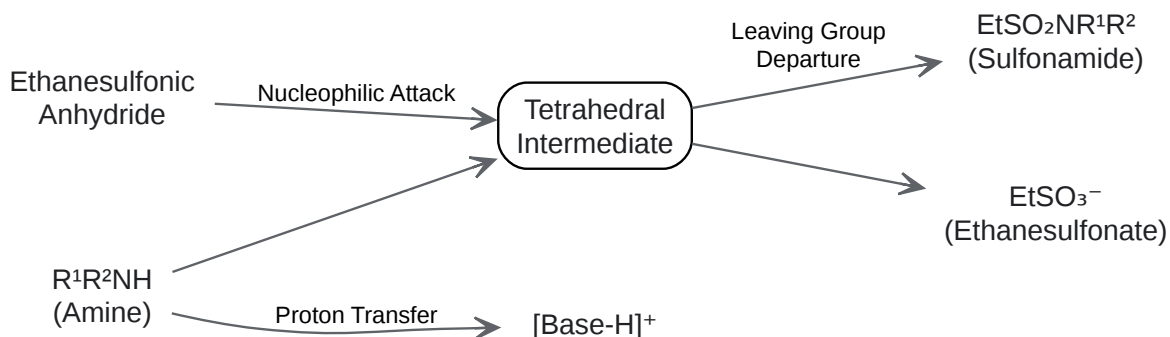 Ethanesulfonic
Anhydride
Nucleophilic Attack
Tetrahedral
Intermediate
Leaving Group
Departure
EtSO₂NR¹R²
(Sulfonamide)
EtSO₃⁻
(Ethanesulfonate)
R¹R²NH
(Amine)
Proton Transfer
[Base-H]⁺